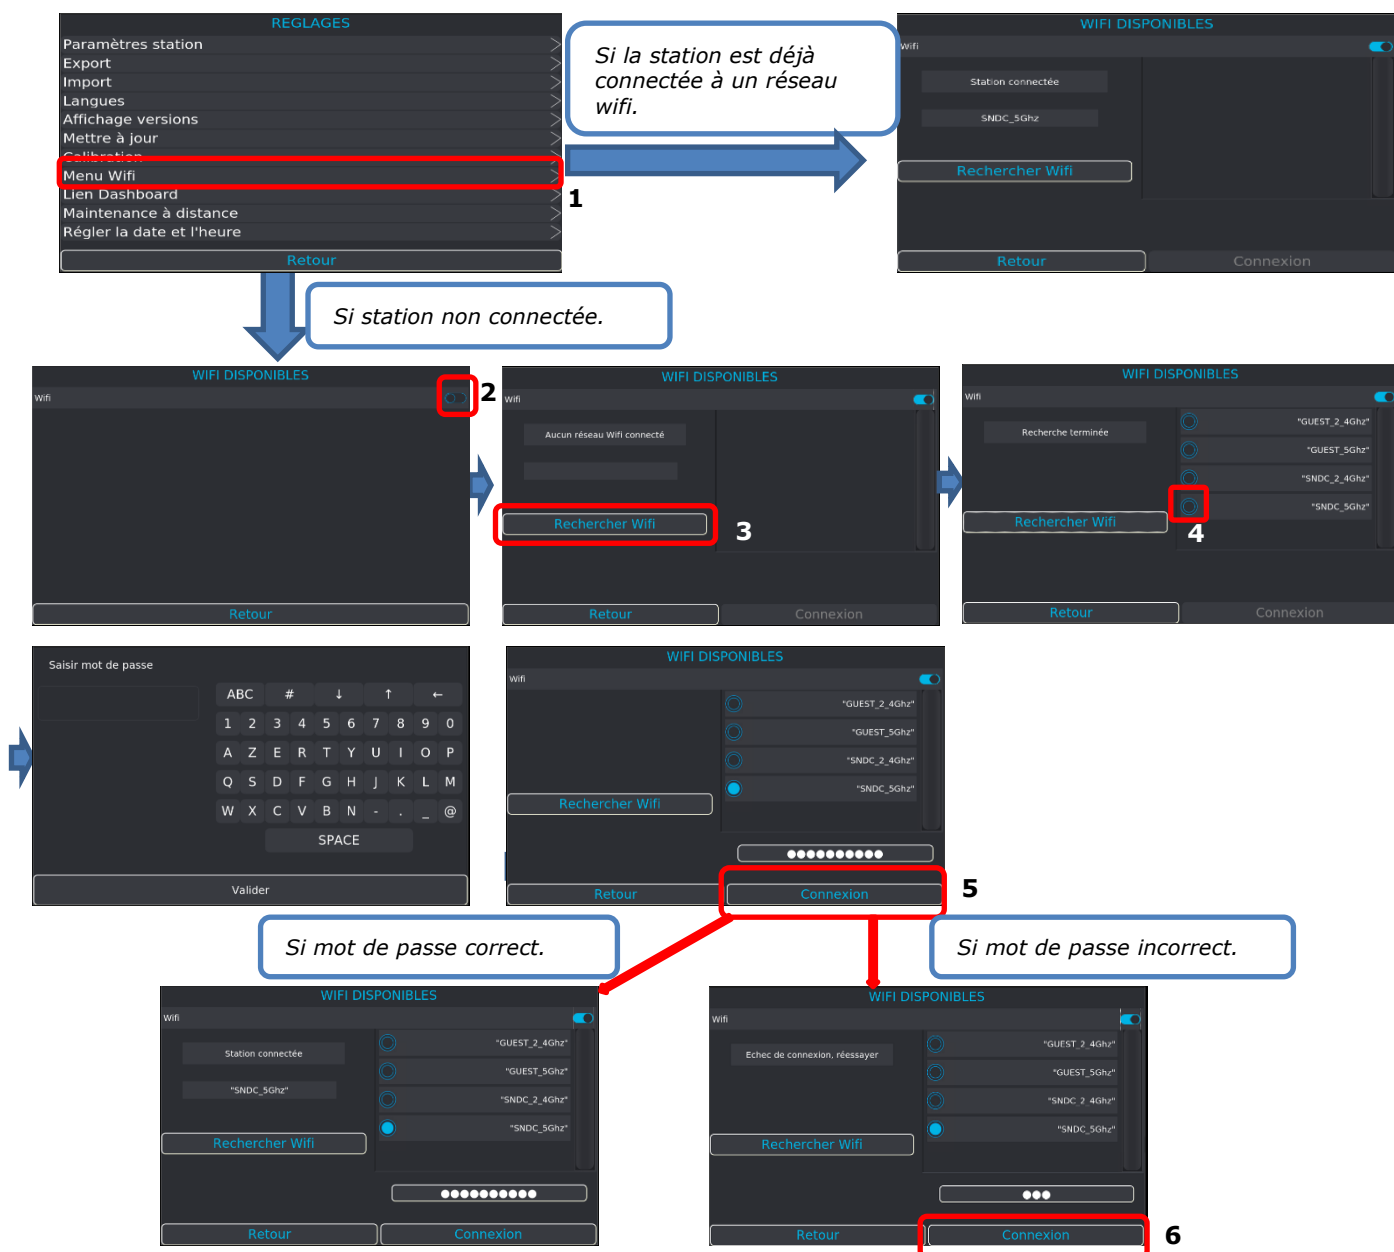 REGLAGES
Paramètres station
Export
Import
Langues
Affichage versions
Mettre à jour
Calibration
Menu Wifi
Lien Dashboard
Maintenance à distance
Régler la date et l'heure
Retour
1
Si la station est déjà
connectée à un réseau
wifi.
WIFI DISPONIBLES
Wifi
Station connectée
SNDC_5Ghz
Rechercher Wifi
Retour
Connexion
Si station non connectée.
WIFI DISPONIBLES
Wifi
2
Retour
WIFI DISPONIBLES
Wifi
Aucun réseau Wifi connecté
Rechercher Wifi
3
Retour
Connexion
WIFI DISPONIBLES
Wifi
Recherche terminée
"GUEST_2_4Ghz"
"GUEST_5Ghz"
"SNDC_2_4Ghz"
"SNDC_5Ghz"
Rechercher Wifi
4
Retour
Connexion
Saisir mot de passe
ABC # ↓ ↑ ←
1 2 3 4 5 6 7 8 9 0
A Z E R T Y U I O P
Q S D F G H J K L M
W X C V B N - . _ @
SPACE
Valider
WIFI DISPONIBLES
Wifi
"GUEST_2_4Ghz"
"GUEST_5Ghz"
"SNDC_2_4Ghz"
"SNDC_5Ghz"
Rechercher Wifi
●●●●●●●●●●
Retour
Connexion
5
Si mot de passe correct.
Si mot de passe incorrect.
WIFI DISPONIBLES
Wifi
Station connectée
"SNDC_5Ghz"
"GUEST_2_4Ghz"
"GUEST_5Ghz"
"SNDC_2_4Ghz"
"SNDC_5Ghz"
Rechercher Wifi
●●●●●●●●●●
Retour
Connexion
WIFI DISPONIBLES
Wifi
Echec de connexion, réessayer
"GUEST_2_4Ghz"
"GUEST_5Ghz"
"SNDC_2_4Ghz"
"SNDC_5Ghz"
Rechercher Wifi
●●●
Retour
Connexion
6